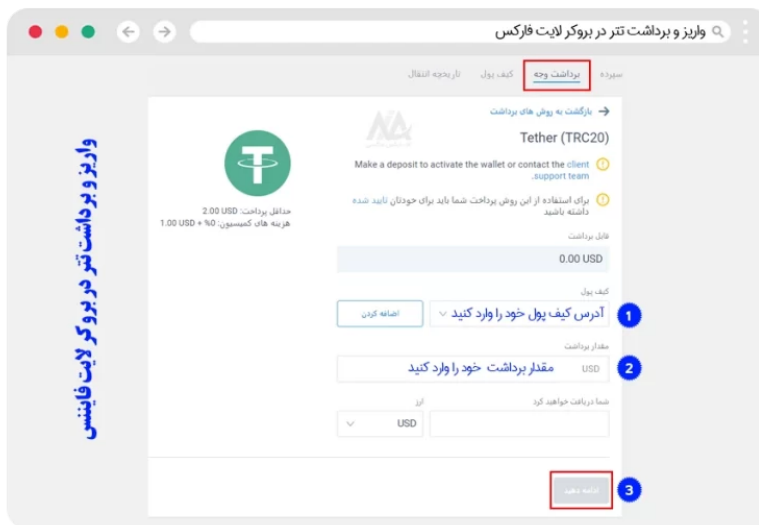 واریز و برداشت تتر در بروکر لایت فارکس
سپرده برداشت وجه کیف پول تاریخچه انتقال
بازگشت به روش های برداشت
Tether (TRC20)
Make a deposit to activate the wallet or contact the client
support team.
برای استفاده از این روش پرداخت شما باید برای خودتان تایید شده
داشته باشید
حداقل پرداخت: 2.00 USD
هزینه های کمیسیون: 0% + 1.00 USD
قابل برداشت
0.00 USD
کیف پول
1
آدرس کیف پول خود را وارد کنید
اضافه کردن
مقدار برداشت
2
USD
مقدار برداشت خود را وارد کنید
شما دریافت خواهید کرد
ارز
USD
3
ادامه دهید
واریز و برداشت تتر در بروکر لایت فایننس